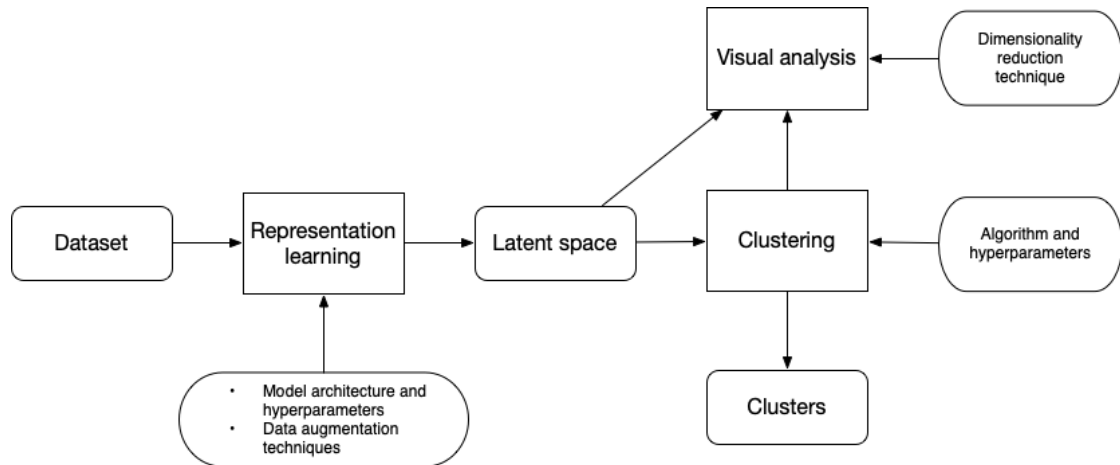 Visual analysis
Dimensionality
reduction
technique
Dataset
Representation
learning
Latent space
Clustering
Algorithm and
hyperparameters
• Model architecture and
hyperparameters
• Data augmentation
techniques
Clusters